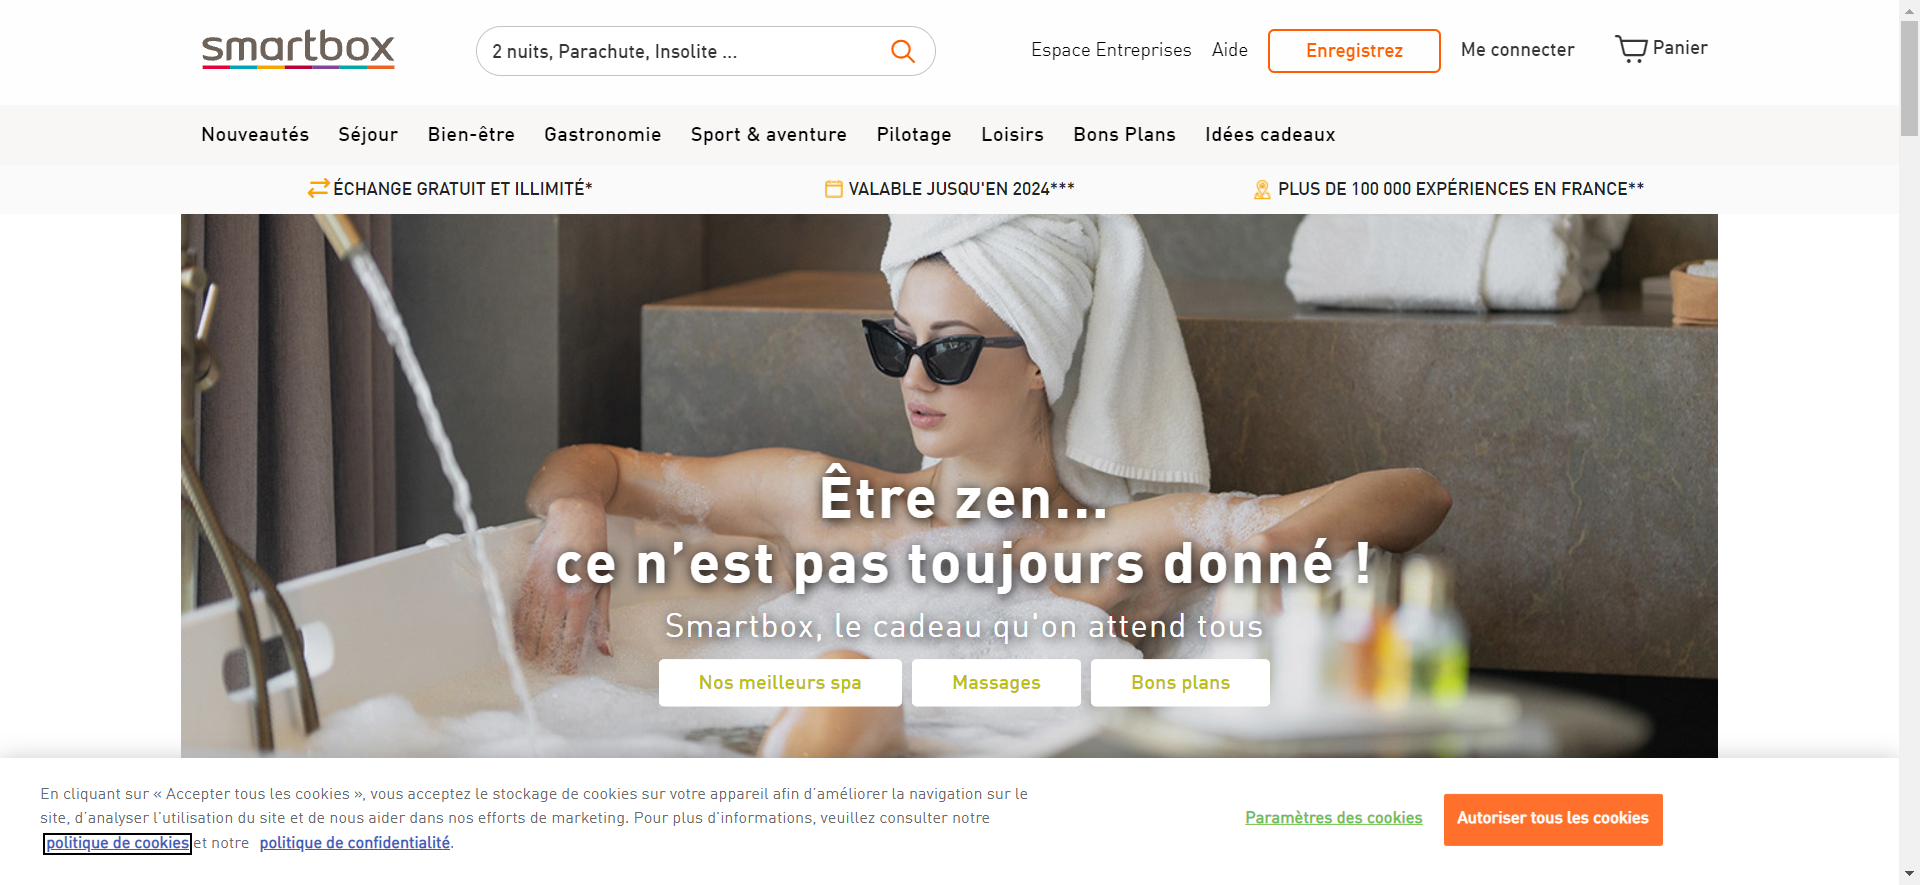 smartbox
2 nuits, Parachute, Insolite ...
Espace Entreprises
Aide
Enregistrez
Me connecter
Panier
Nouveautés
Séjour
Bien-être
Gastronomie
Sport & aventure
Pilotage
Loisirs
Bons Plans
Idées cadeaux
ÉCHANGE GRATUIT ET ILLIMITÉ*
VALABLE JUSQU'EN 2024***
PLUS DE 100 000 EXPÉRIENCES EN FRANCE**
Être zen...
ce n’est pas toujours donné !
Smartbox, le cadeau qu'on attend tous
Nos meilleurs spa
Massages
Bons plans
En cliquant sur « Accepter tous les cookies », vous acceptez le stockage de cookies sur votre appareil afin d’améliorer la navigation sur le
site, d’analyser l’utilisation du site et de nous aider dans nos efforts de marketing. Pour plus d’informations, veuillez consulter notre
politique de cookies et notre politique de confidentialité.
Paramètres des cookies
Autoriser tous les cookies